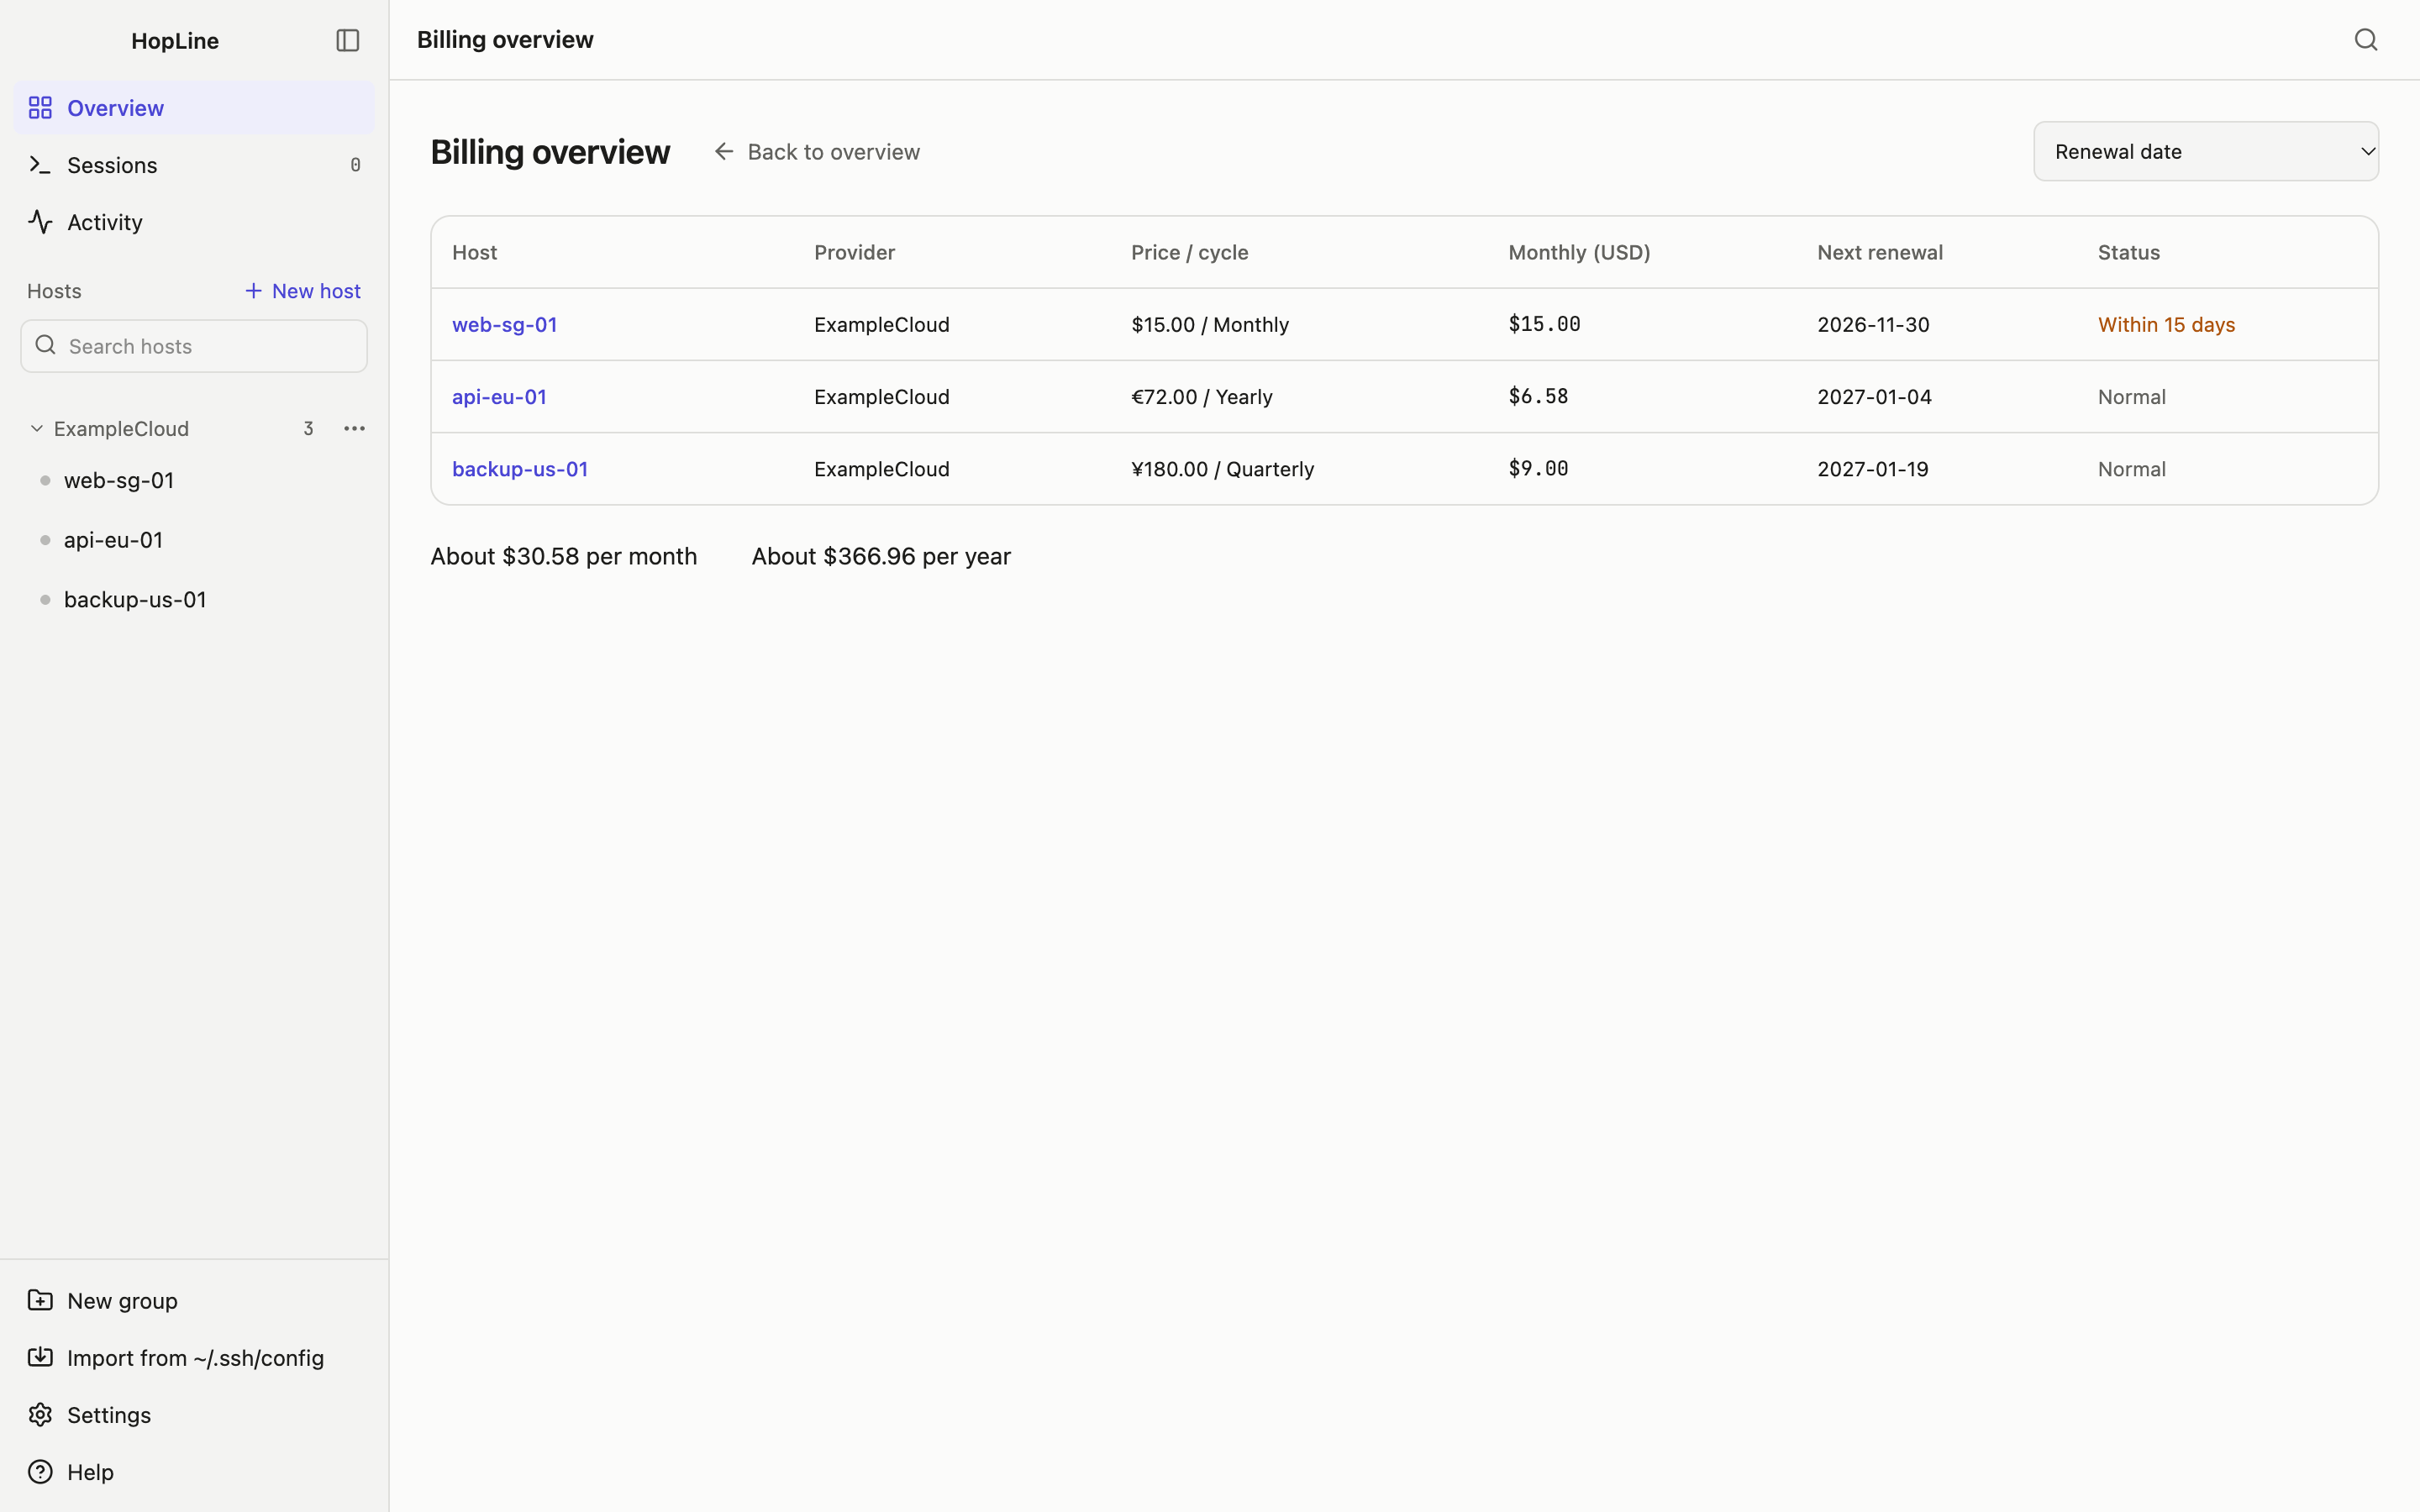 HopLine
Overview
Sessions 0
Activity
Hosts + New host
Search hosts
ExampleCloud 3
web-sg-01
api-eu-01
backup-us-01
New group
Import from ~/.ssh/config
Settings
Help
Billing overview
Billing overview ← Back to overview Renewal date
Host Provider Price / cycle Monthly (USD) Next renewal Status
web-sg-01 ExampleCloud $15.00 / Monthly $15.00 2026-11-30 Within 15 days
api-eu-01 ExampleCloud €72.00 / Yearly $6.58 2027-01-04 Normal
backup-us-01 ExampleCloud ¥180.00 / Quarterly $9.00 2027-01-19 Normal
About $30.58 per month About $366.96 per year